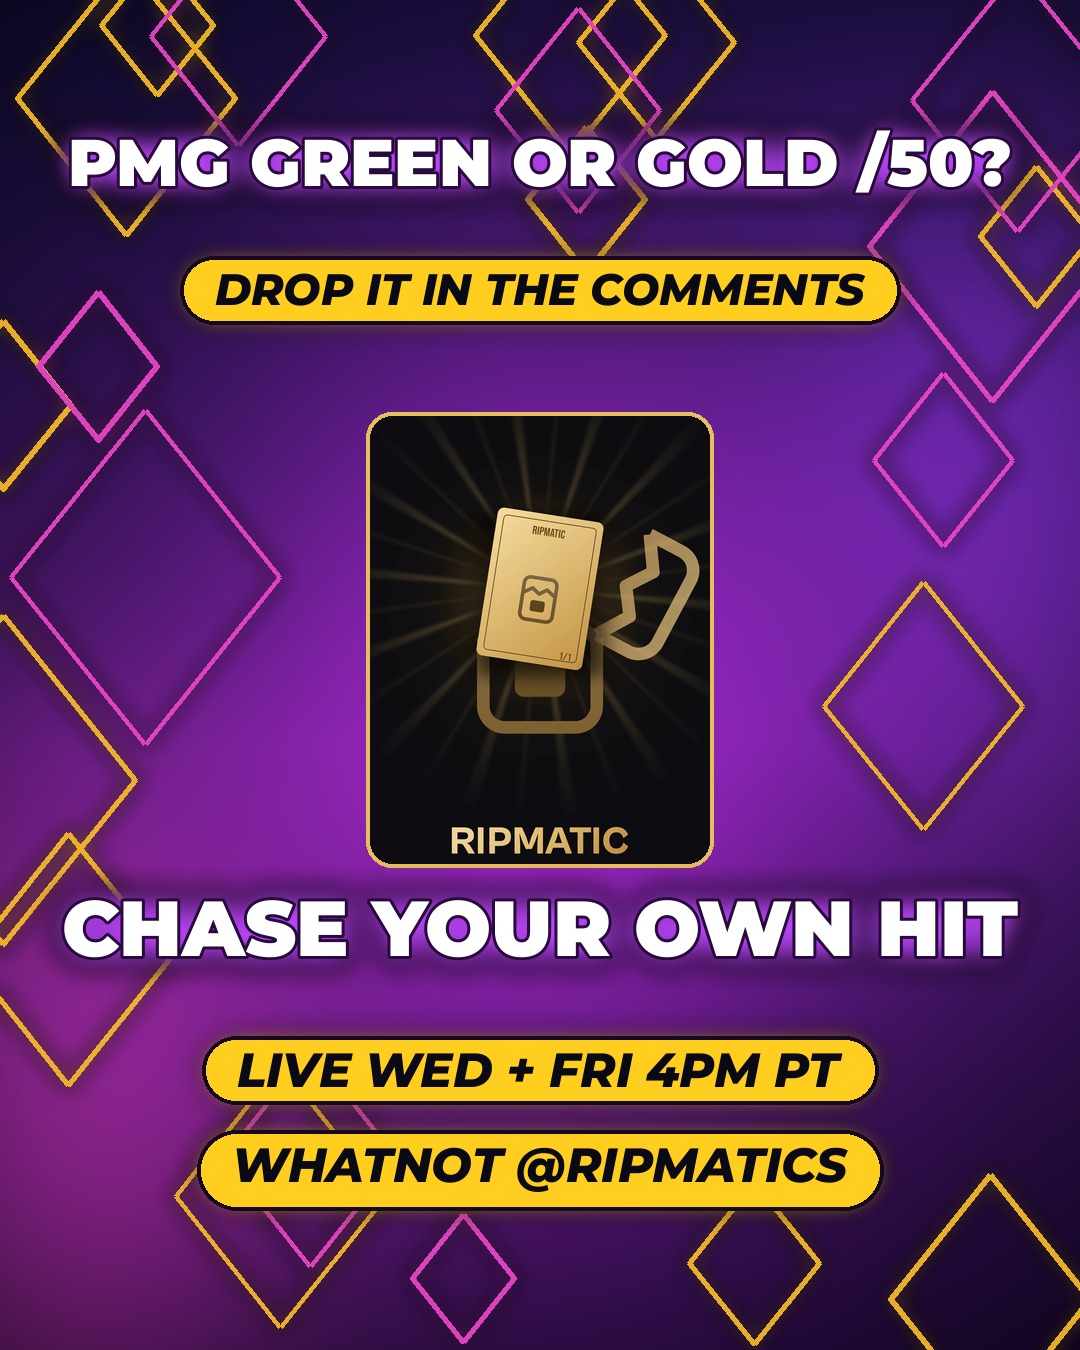 PMG GREEN OR GOLD /50?
DROP IT IN THE COMMENTS
RIPMATIC
1/1
RIPMATIC
CHASE YOUR OWN HIT
LIVE WED + FRI 4PM PT
WHATNOT @RIPMATICS